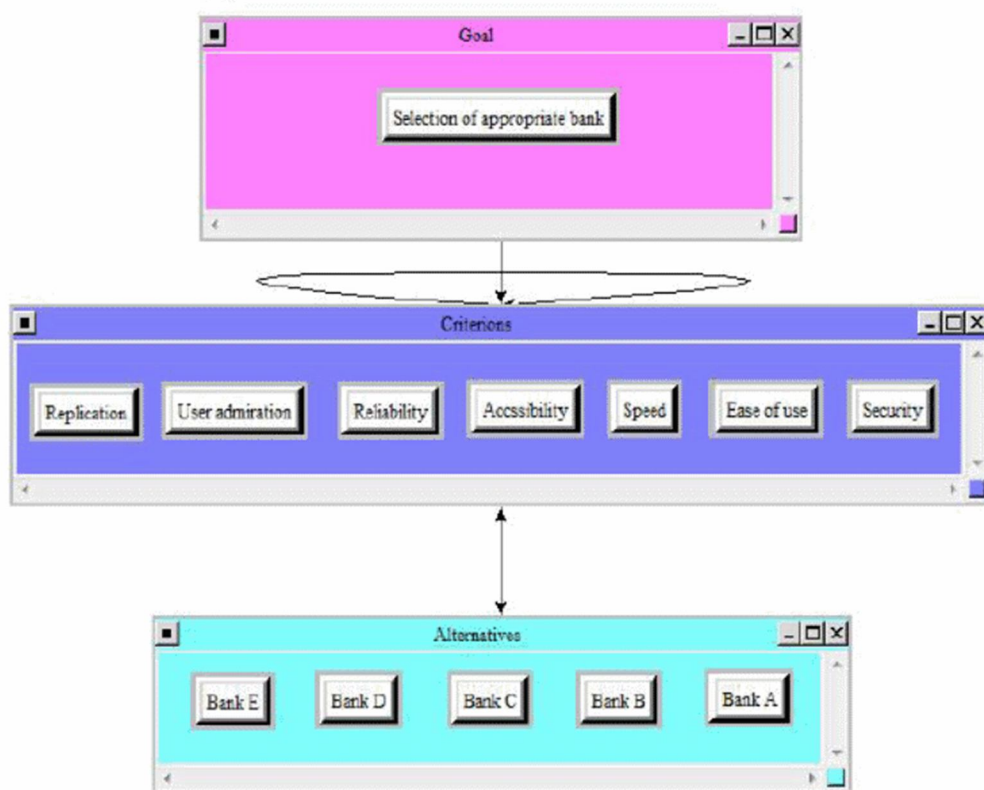 Goal
Selection of appropriate bank
Criterions
Replication
User admiration
Reliability
Accssibility
Speed
Ease of use
Security
Alternatives
Bank E
Bank D
Bank C
Bank B
Bank A